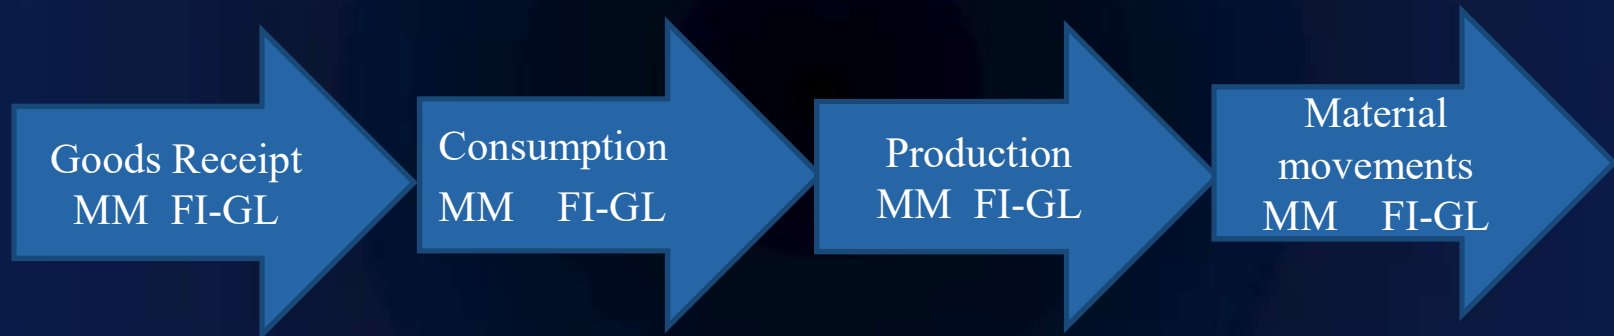 Goods Receipt
MM FI-GL
Consumption
MM FI-GL
Production
MM FI-GL
Material
movements
MM FI-GL